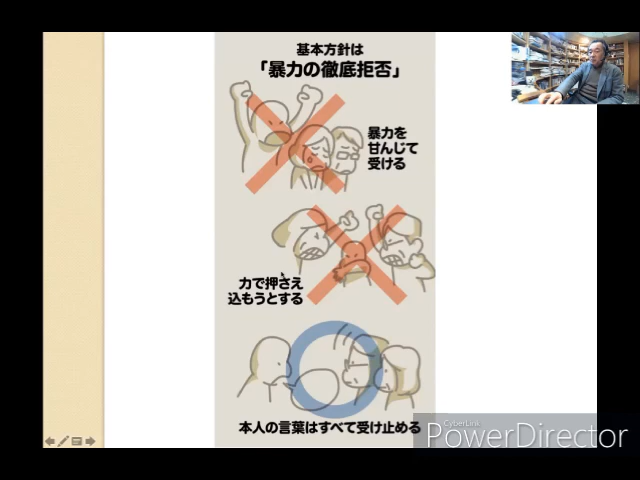 基本方針は
「暴力の徹底拒否」
暴力を
甘んじて
受ける
力で押さえ
込もうとする
本人の言葉はすべて受け止める
CyberLink
PowerDirector